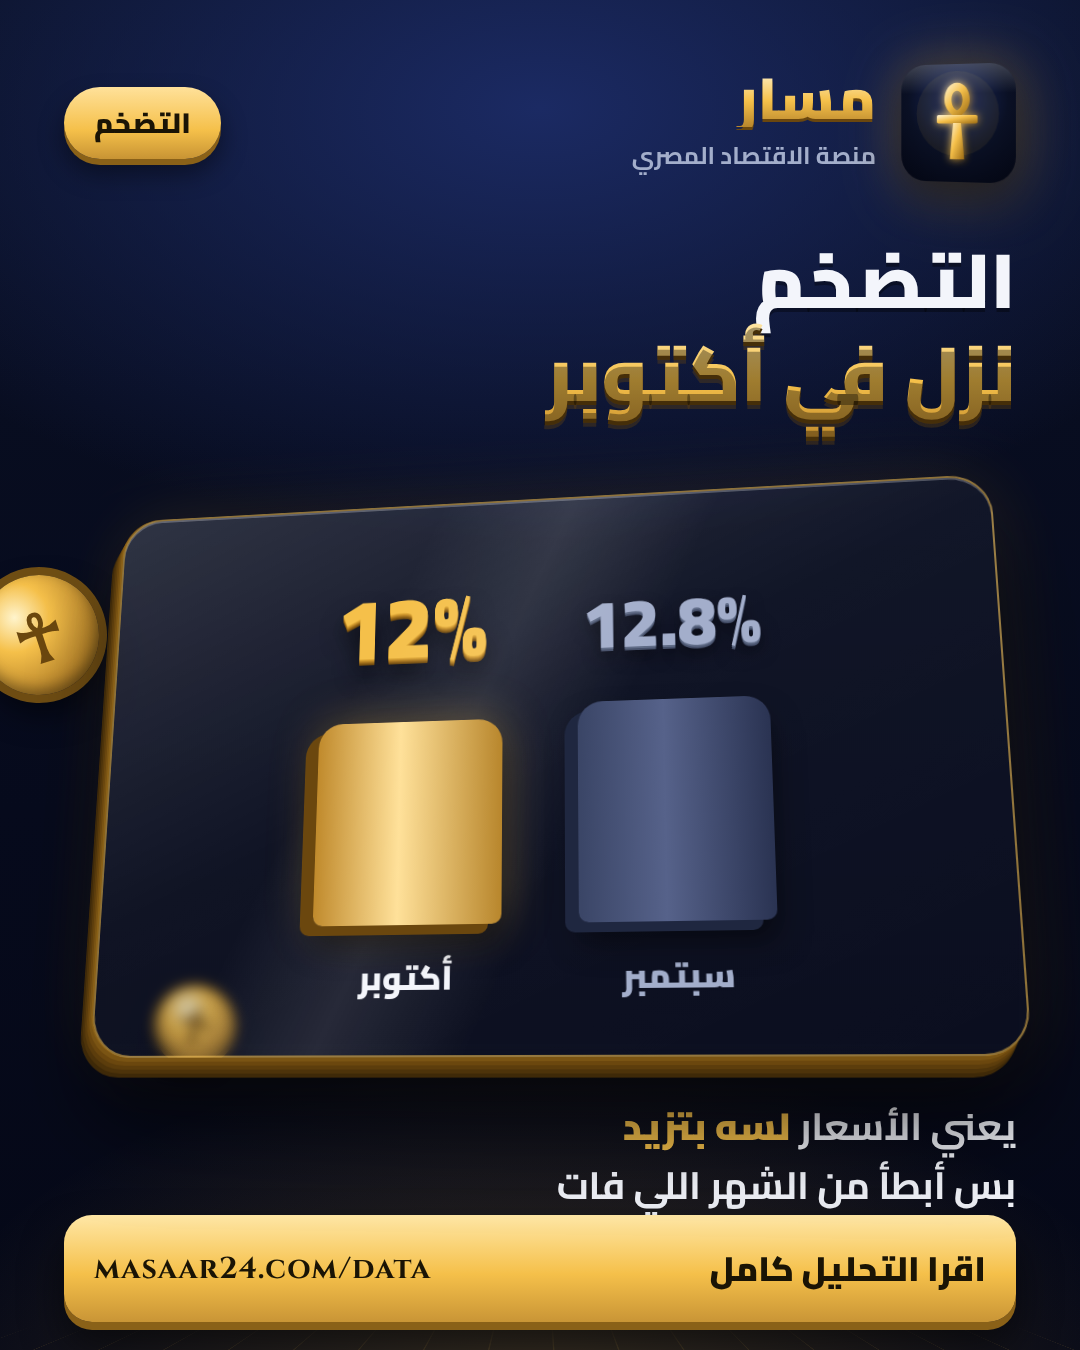 مسار
منصة الاقتصاد المصري
التضخم
التضخم
نزل في أكتوبر
12.8%
12%
سبتمبر
أكتوبر
يعني الأسعار لسه بتزيد
بس أبطأ من الشهر اللي فات
اقرا التحليل كامل
MASAAR24.COM/DATA